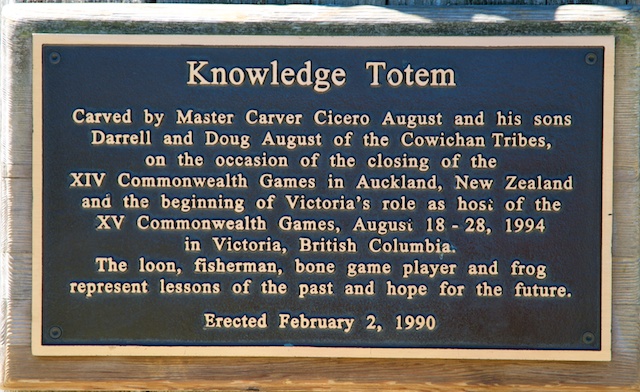 Knowledge Totem
Carved by Master Carver Cicero August and his sons
Darrell and Doug August of the Cowichan Tribes,
on the occasion of the closing of the
XIV Commonwealth Games in Auckland, New Zealand
and the beginning of Victoria's role as host of the
XV Commonwealth Games, August 18 - 28, 1994
in Victoria, British Columbia.
The loon, fisherman, bone game player and frog
represent lessons of the past and hope for the future.
Erected February 2, 1990